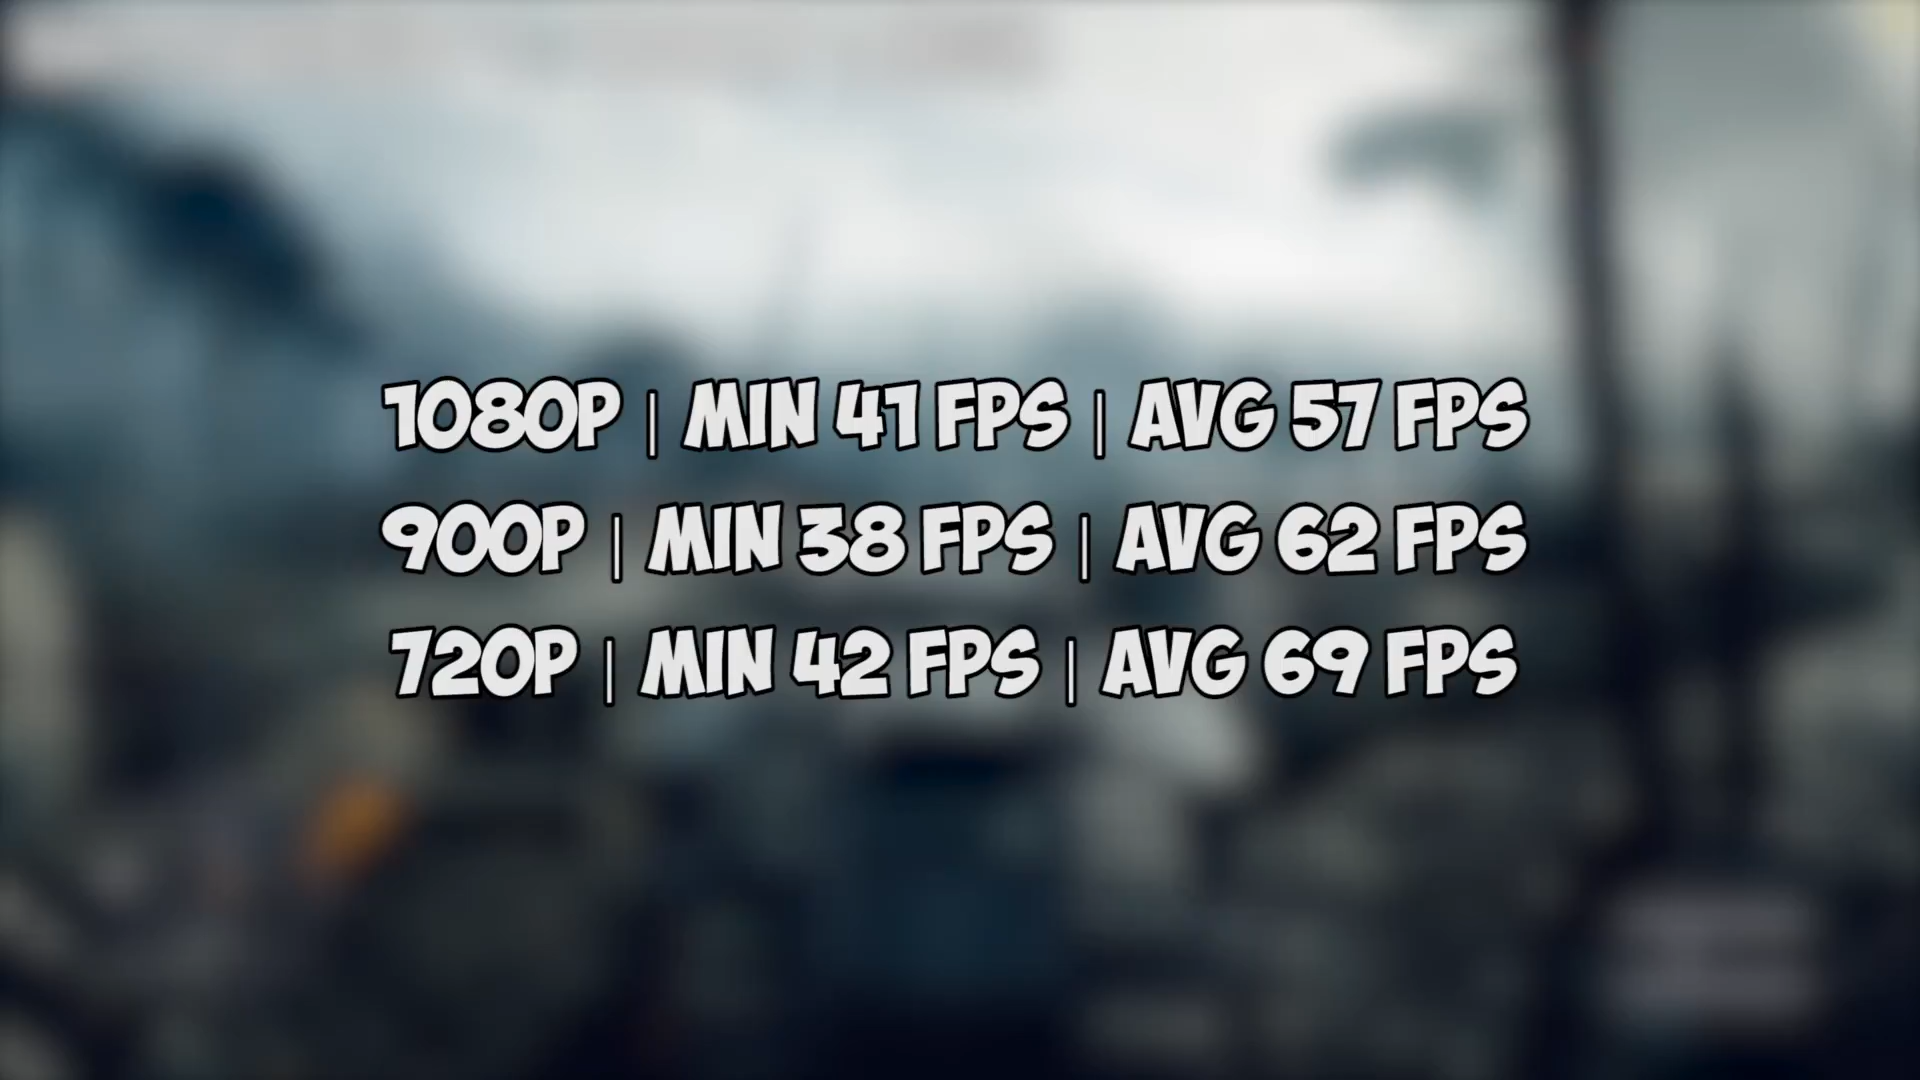 1080P | MIN 41 FPS | AVG 57 FPS
900P | MIN 38 FPS | AVG 62 FPS
720P | MIN 42 FPS | AVG 69 FPS